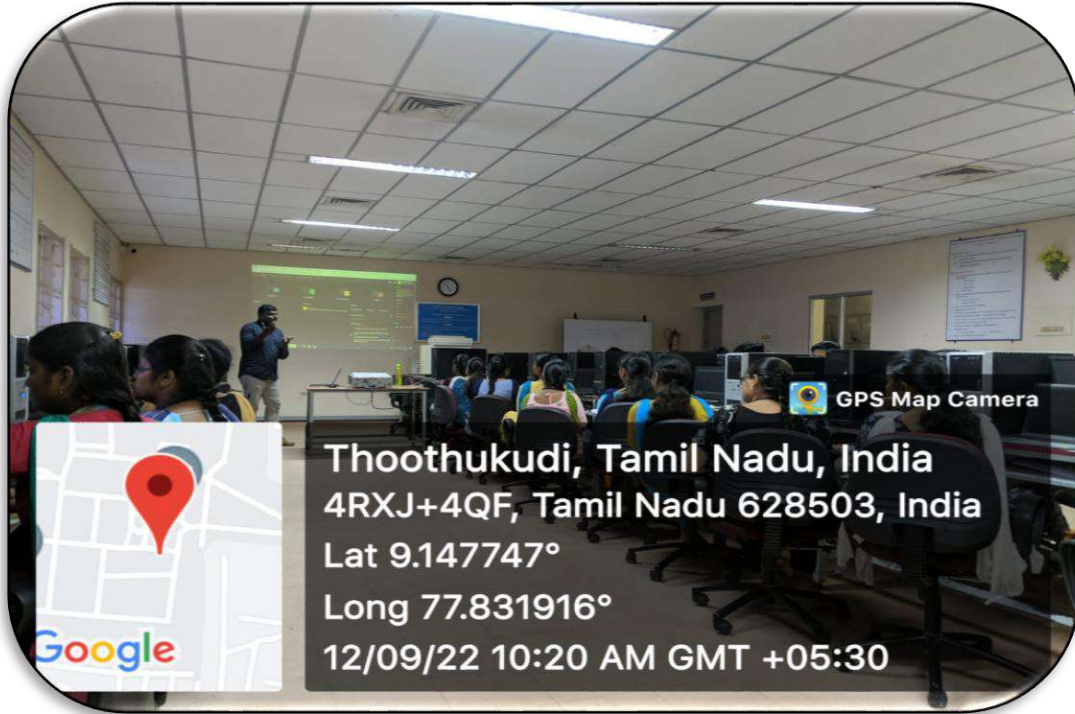 GPS Map Camera
Thoothukudi, Tamil Nadu, India
4RXJ+4QF, Tamil Nadu 628503, India
Lat 9.147747°
Long 77.831916°
12/09/22 10:20 AM GMT +05:30
Google